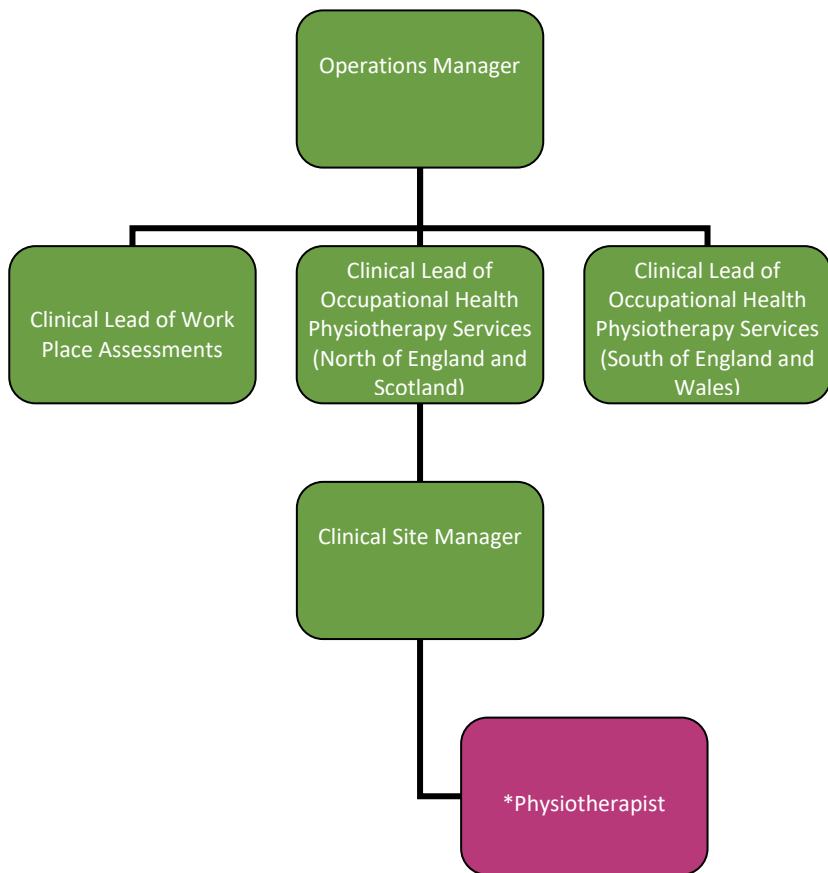 Operations Manager
Clinical Lead of Work
Place Assessments
Clinical Lead of
Occupational Health
Physiotherapy Services
(North of England and
Scotland)
Clinical Lead of
Occupational Health
Physiotherapy Services
(South of England and
Wales)
Clinical Site Manager
*Physiotherapist